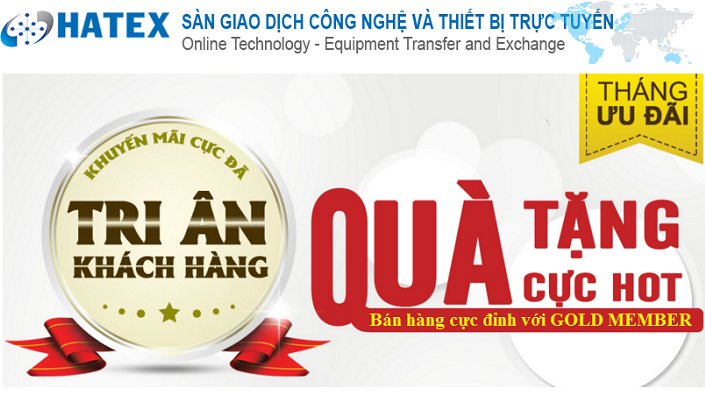 HATEX
SÀN GIAO DỊCH CÔNG NGHỆ VÀ THIẾT BỊ TRỰC TUYẾN
Online Technology - Equipment Transfer and Exchange
THÁNG
ƯU ĐÃI
KHUYẾN MÃI CỰC ĐÃ
TRI ÂN
KHÁCH HÀNG
QUÀ TẶNG
CỰC HOT
Bán hàng cực đỉnh với GOLD MEMBER